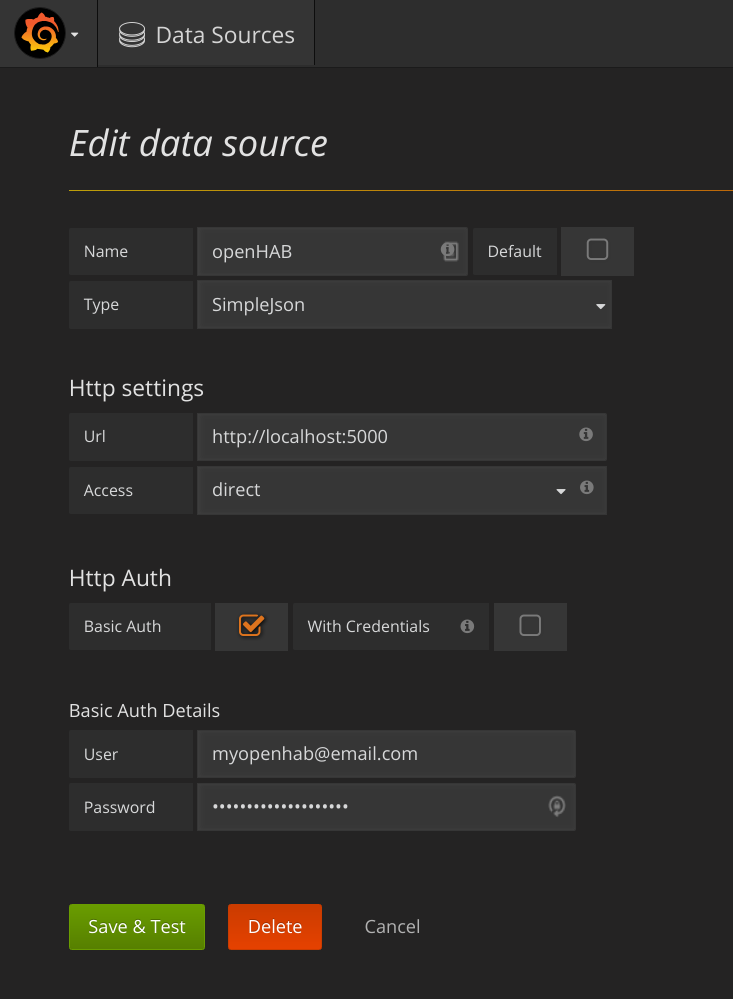 Data Sources
Edit data source
Name openHAB Default
Type SimpleJson
Http settings
Url http://localhost:5000
Access direct
Http Auth
Basic Auth With Credentials
Basic Auth Details
User myopenhab@email.com
Password ••••••••••••••••••••
Save & Test Delete Cancel